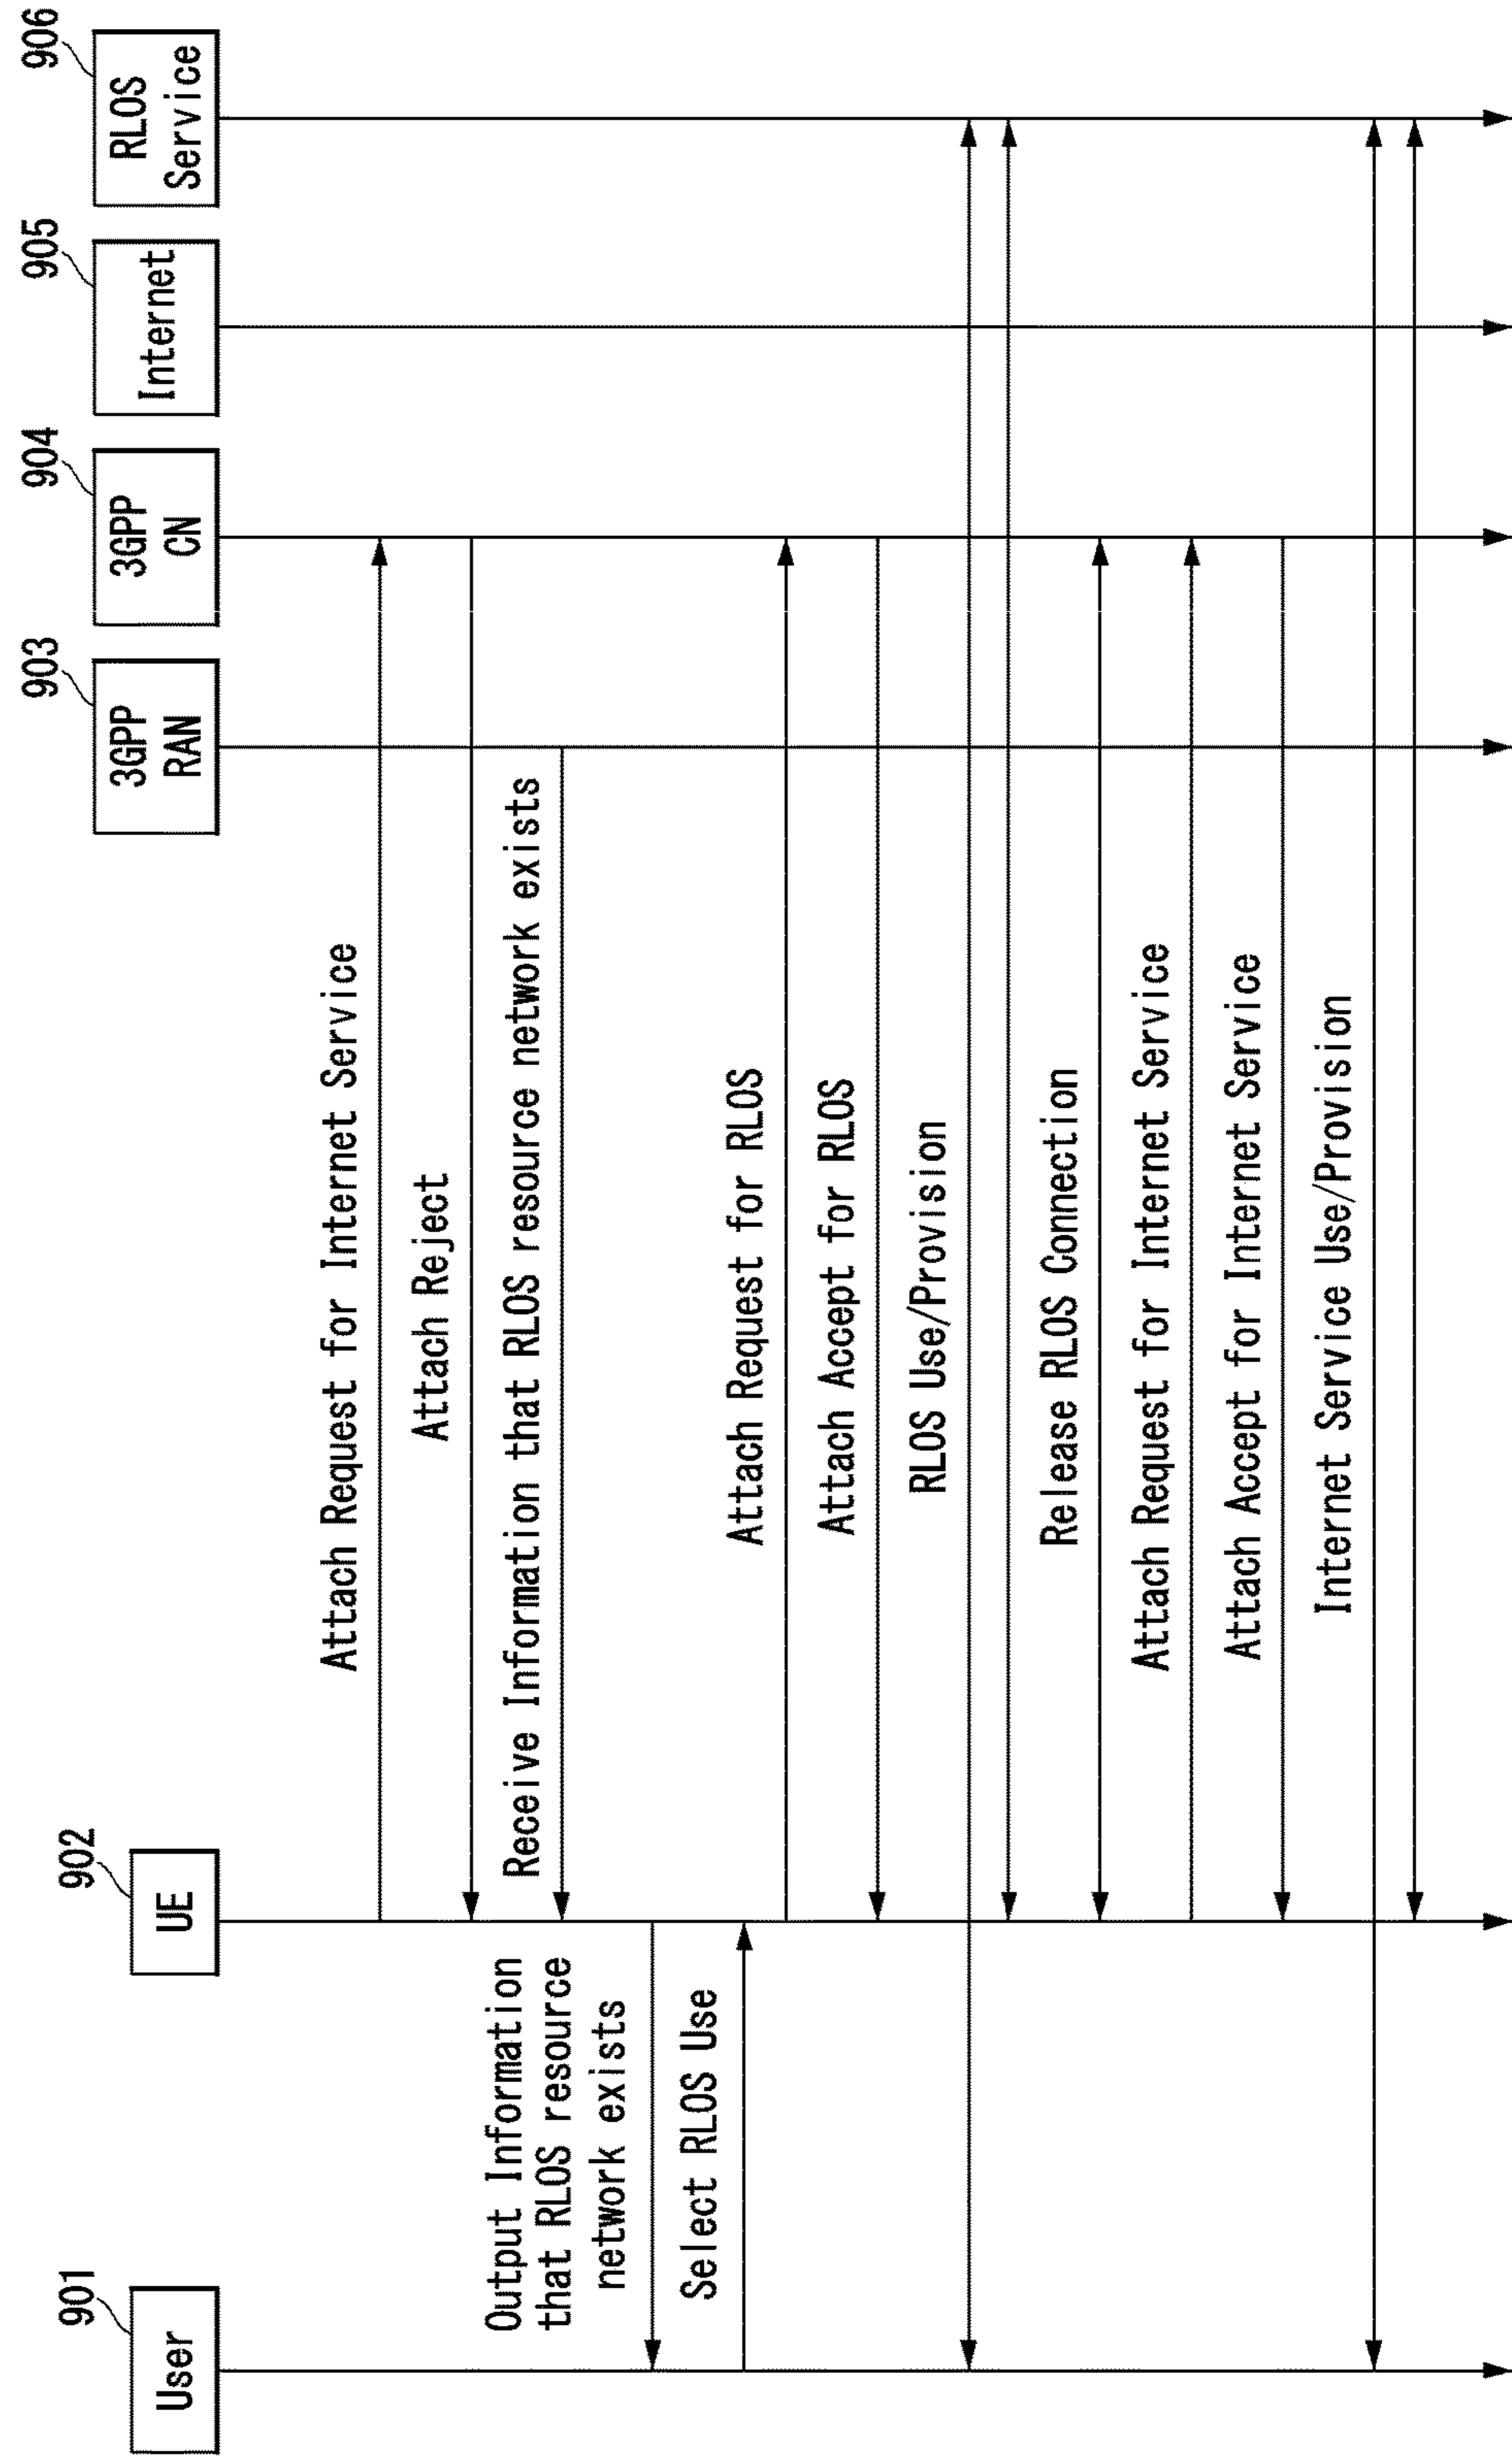 901
User
902
UE
903
3GPP
RAN
904
3GPP
CN
905
Internet
906
RLOS
Service
Attach Request for Internet Service
Attach Reject
Receive Information that RLOS resource network exists
Output Information
that RLOS resource
network exists
Select RLOS Use
Attach Request for RLOS
Attach Accept for RLOS
RLOS Use/Provision
Release RLOS Connection
Attach Request for Internet Service
Attach Accept for Internet Service
Internet Service Use/Provision